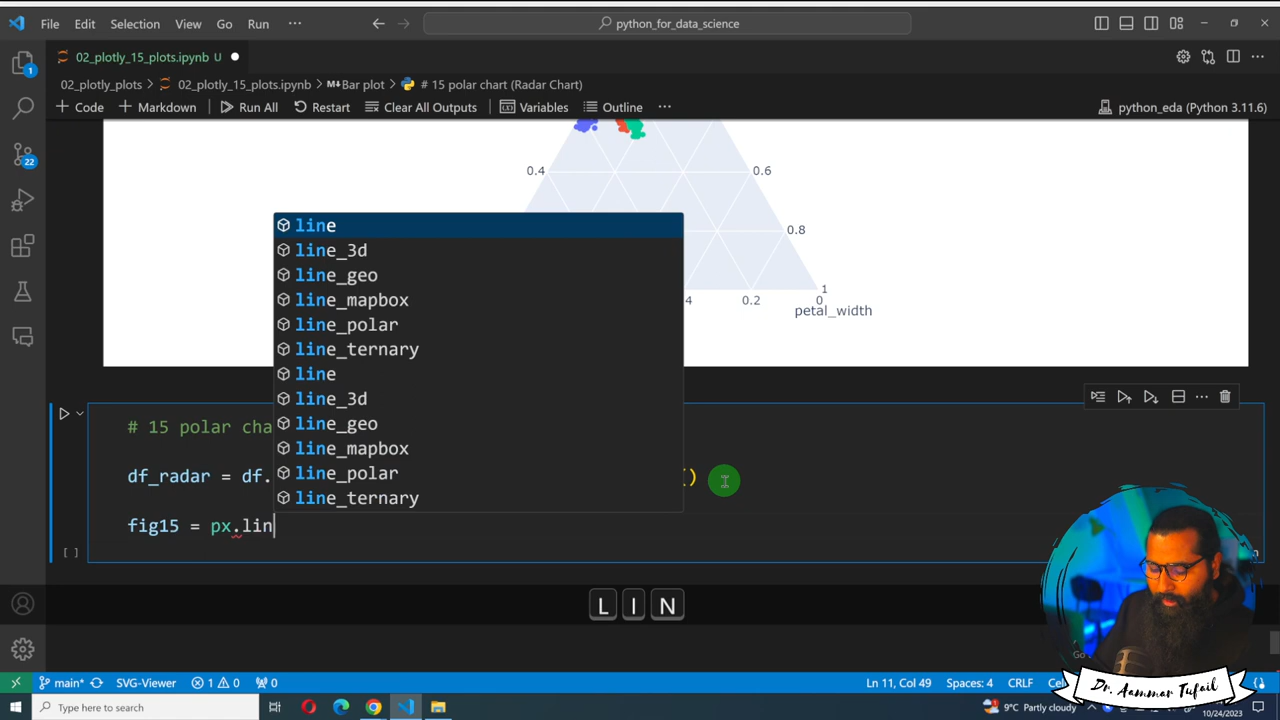 File Edit Selection View Go Run ··· python_for_data_science
02_plotly_15_plots.ipynb U
02_plotly_plots > 02_plotly_15_plots.ipynb > M↓Bar plot > # 15 polar chart (Radar Chart)
+ Code + Markdown Run All Restart Clear All Outputs Variables Outline ··· python_eda (Python 3.11.6)
1
22
0.4 0.6
0.8
4 0.2 0 1
petal_width
line
line_3d
line_geo
line_mapbox
line_polar
line_ternary
line
line_3d
line_geo
line_mapbox
line_polar
line_ternary
# 15 polar cha
df_radar = df. ()
fig15 = px.lin
[ ]
L I N
main* SVG-Viewer 1 0 0 Ln 11, Col 49 Spaces: 4 CRLF Cel
Dr. Aammar Tufail
Type here to search 9°C Partly cloudy
10/24/2023